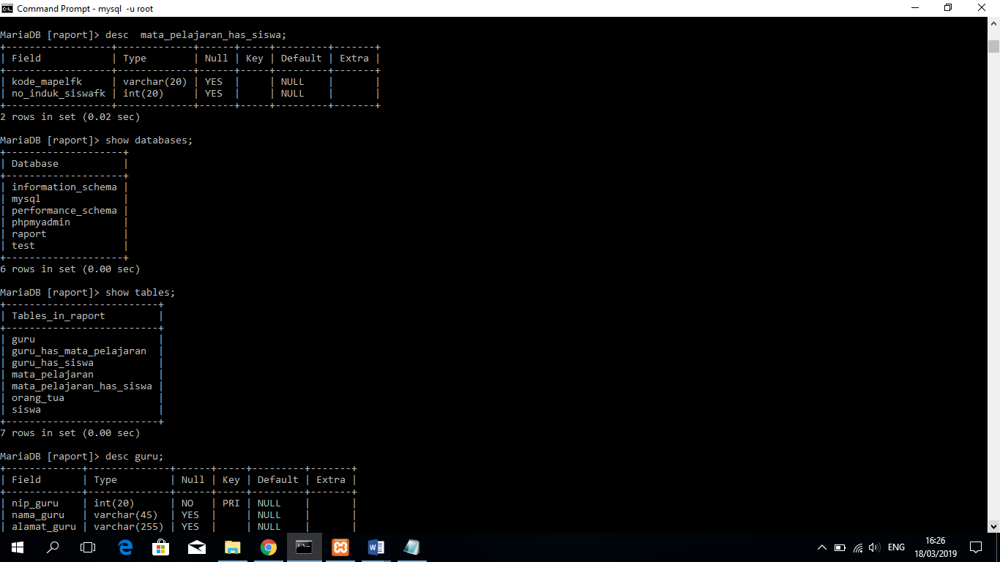 Command Prompt - mysql -u root
MariaDB [raport]> desc  mata_pelajaran_has_siswa;
+------------------+-------------+------+-----+---------+-------+
| Field            | Type        | Null | Key | Default | Extra |
+------------------+-------------+------+-----+---------+-------+
| kode_mapelfk     | varchar(20) | YES  |     | NULL    |       |
| no_induk_siswafk | int(20)     | YES  |     | NULL    |       |
+------------------+-------------+------+-----+---------+-------+
2 rows in set (0.02 sec)
MariaDB [raport]> show databases;
+--------------------+
| Database           |
+--------------------+
| information_schema |
| mysql              |
| performance_schema |
| phpmyadmin         |
| raport             |
| test               |
+--------------------+
6 rows in set (0.00 sec)
MariaDB [raport]> show tables;
+--------------------------+
| Tables_in_raport         |
+--------------------------+
| guru                     |
| guru_has_mata_pelajaran  |
| guru_has_siswa           |
| mata_pelajaran           |
| mata_pelajaran_has_siswa |
| orang_tua                |
| siswa                    |
+--------------------------+
7 rows in set (0.00 sec)
MariaDB [raport]> desc guru;
+-------------+--------------+------+-----+---------+-------+
| Field       | Type         | Null | Key | Default | Extra |
+-------------+--------------+------+-----+---------+-------+
| nip_guru    | int(20)      | NO   | PRI | NULL    |       |
| nama_guru   | varchar(45)  | YES  |     | NULL    |       |
| alamat_guru | varchar(255) | YES  |     | NULL    |       |
ENG
16:26
18/03/2019